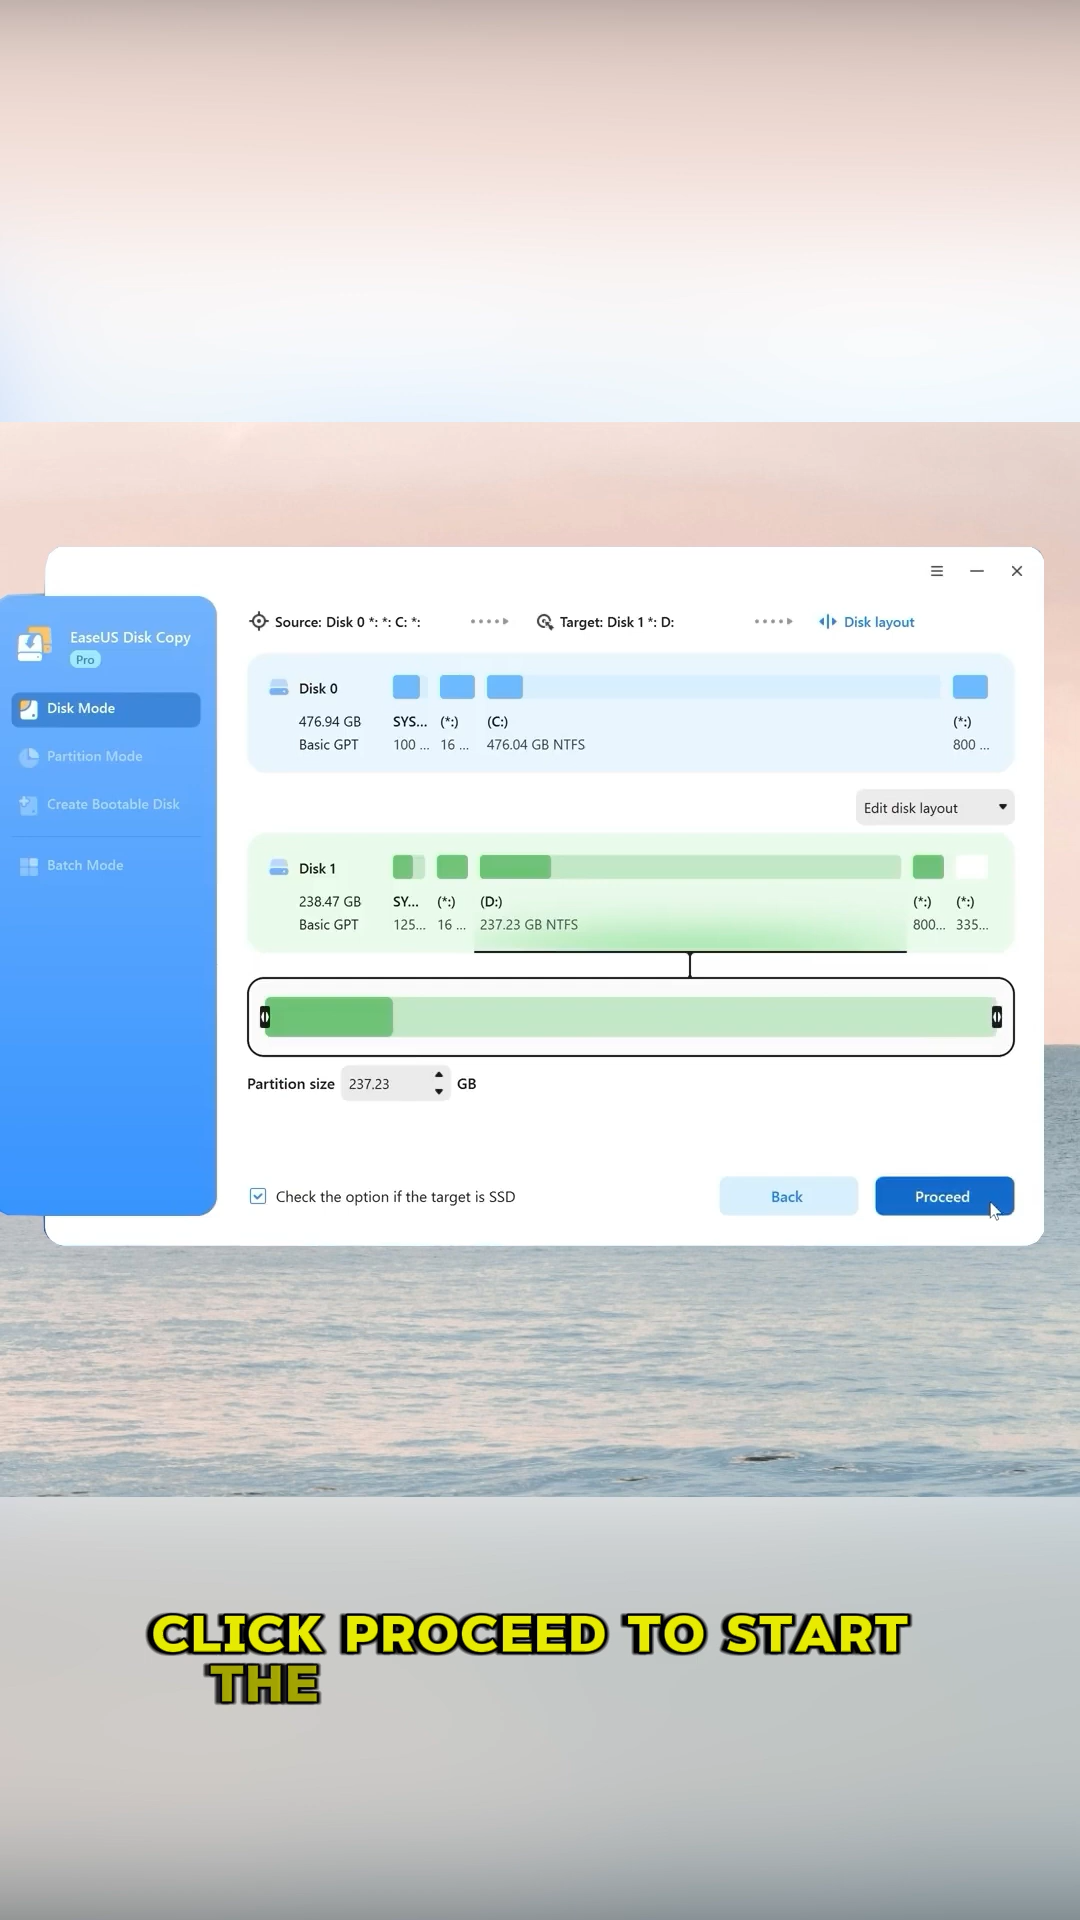 EaseUS Disk Copy
Pro
Disk Mode
Partition Mode
Create Bootable Disk
Batch Mode
Source: Disk 0 *: *: C: *:
Target: Disk 1 *: D:
Disk layout
Disk 0
476.94 GB
Basic GPT
SYS... (*:) (C:) (*:)
100 ... 16 ... 476.04 GB NTFS 800 ...
Edit disk layout
Disk 1
238.47 GB
Basic GPT
SY... (*:) (D:) (*:) (*:)
125... 16 ... 237.23 GB NTFS 800... 335...
Partition size 237.23 GB
Check the option if the target is SSD
Back
Proceed
CLICK PROCEED TO START
THE